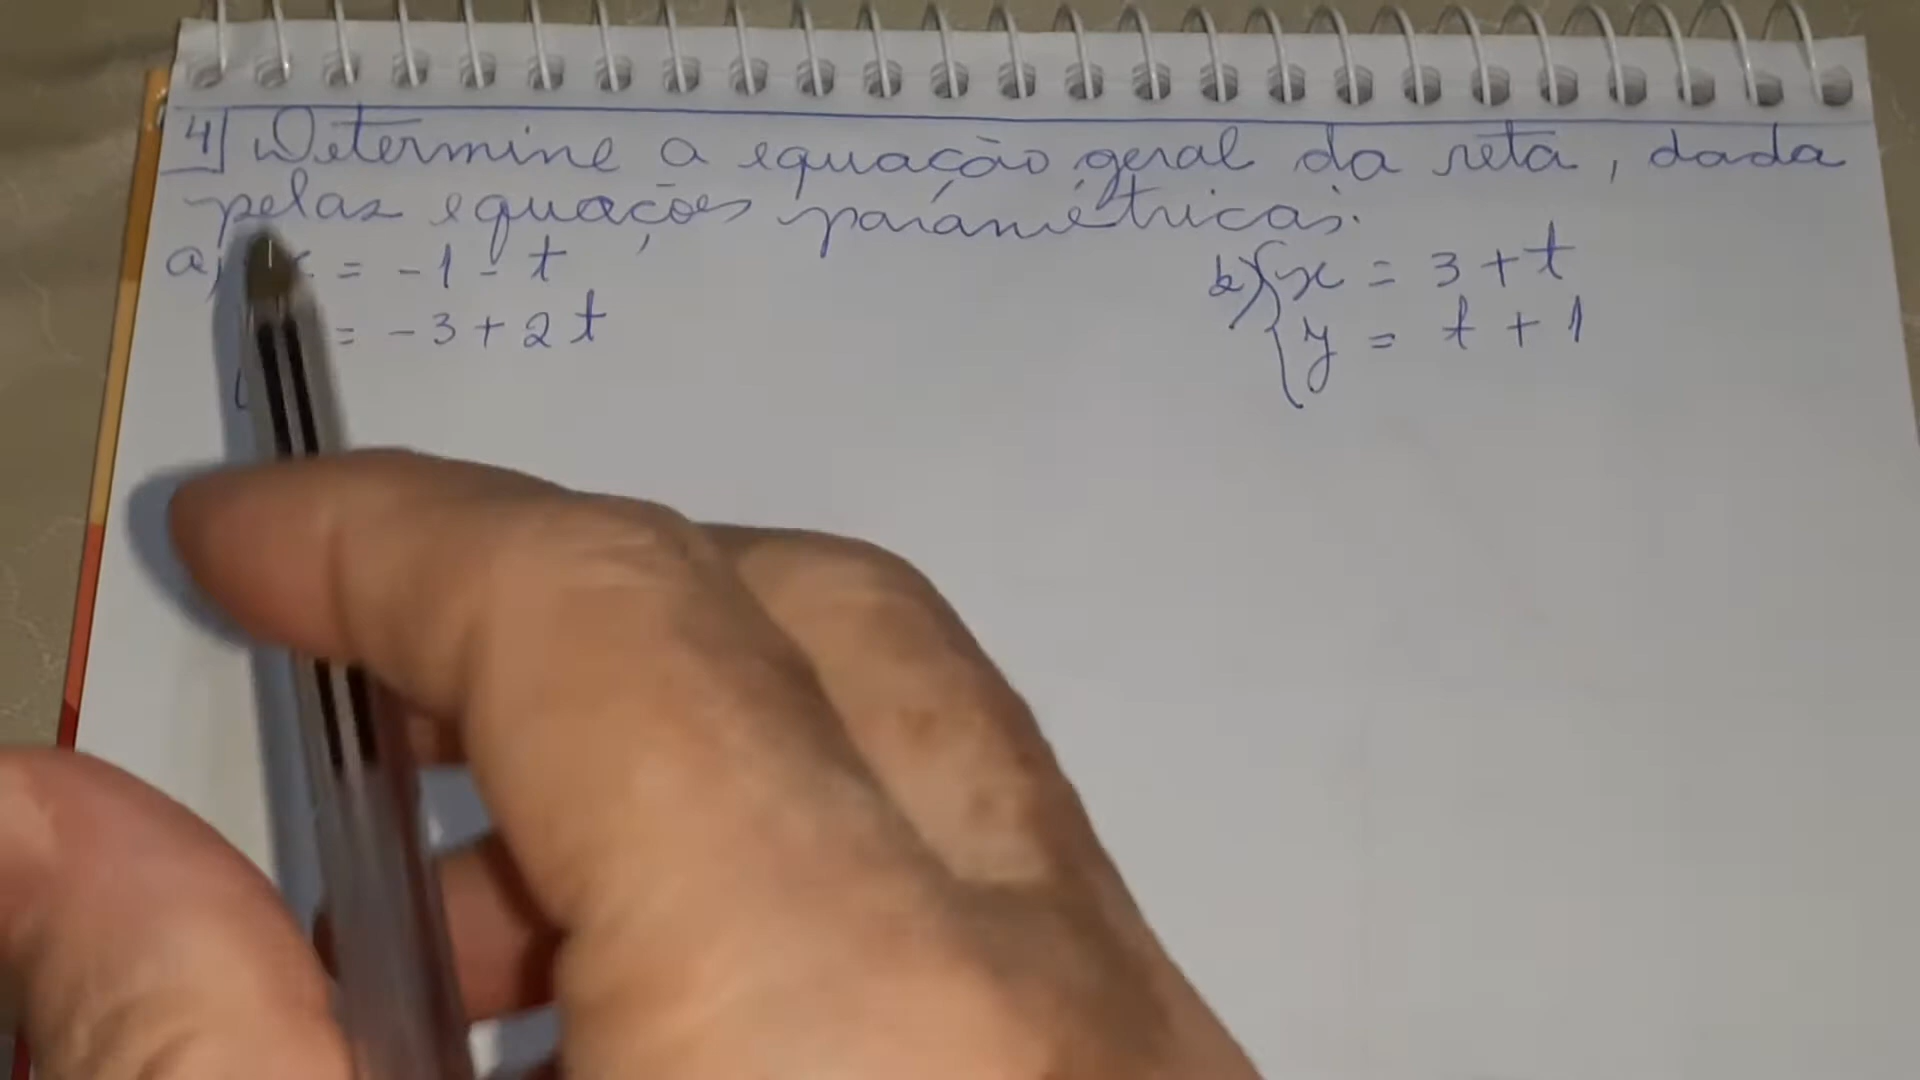 4] Determine a equação geral da reta, dada
pelas equações paramétricas.
a) x = -1 - t
= -3 + 2t
b) x = 3 + t
y = t + 1